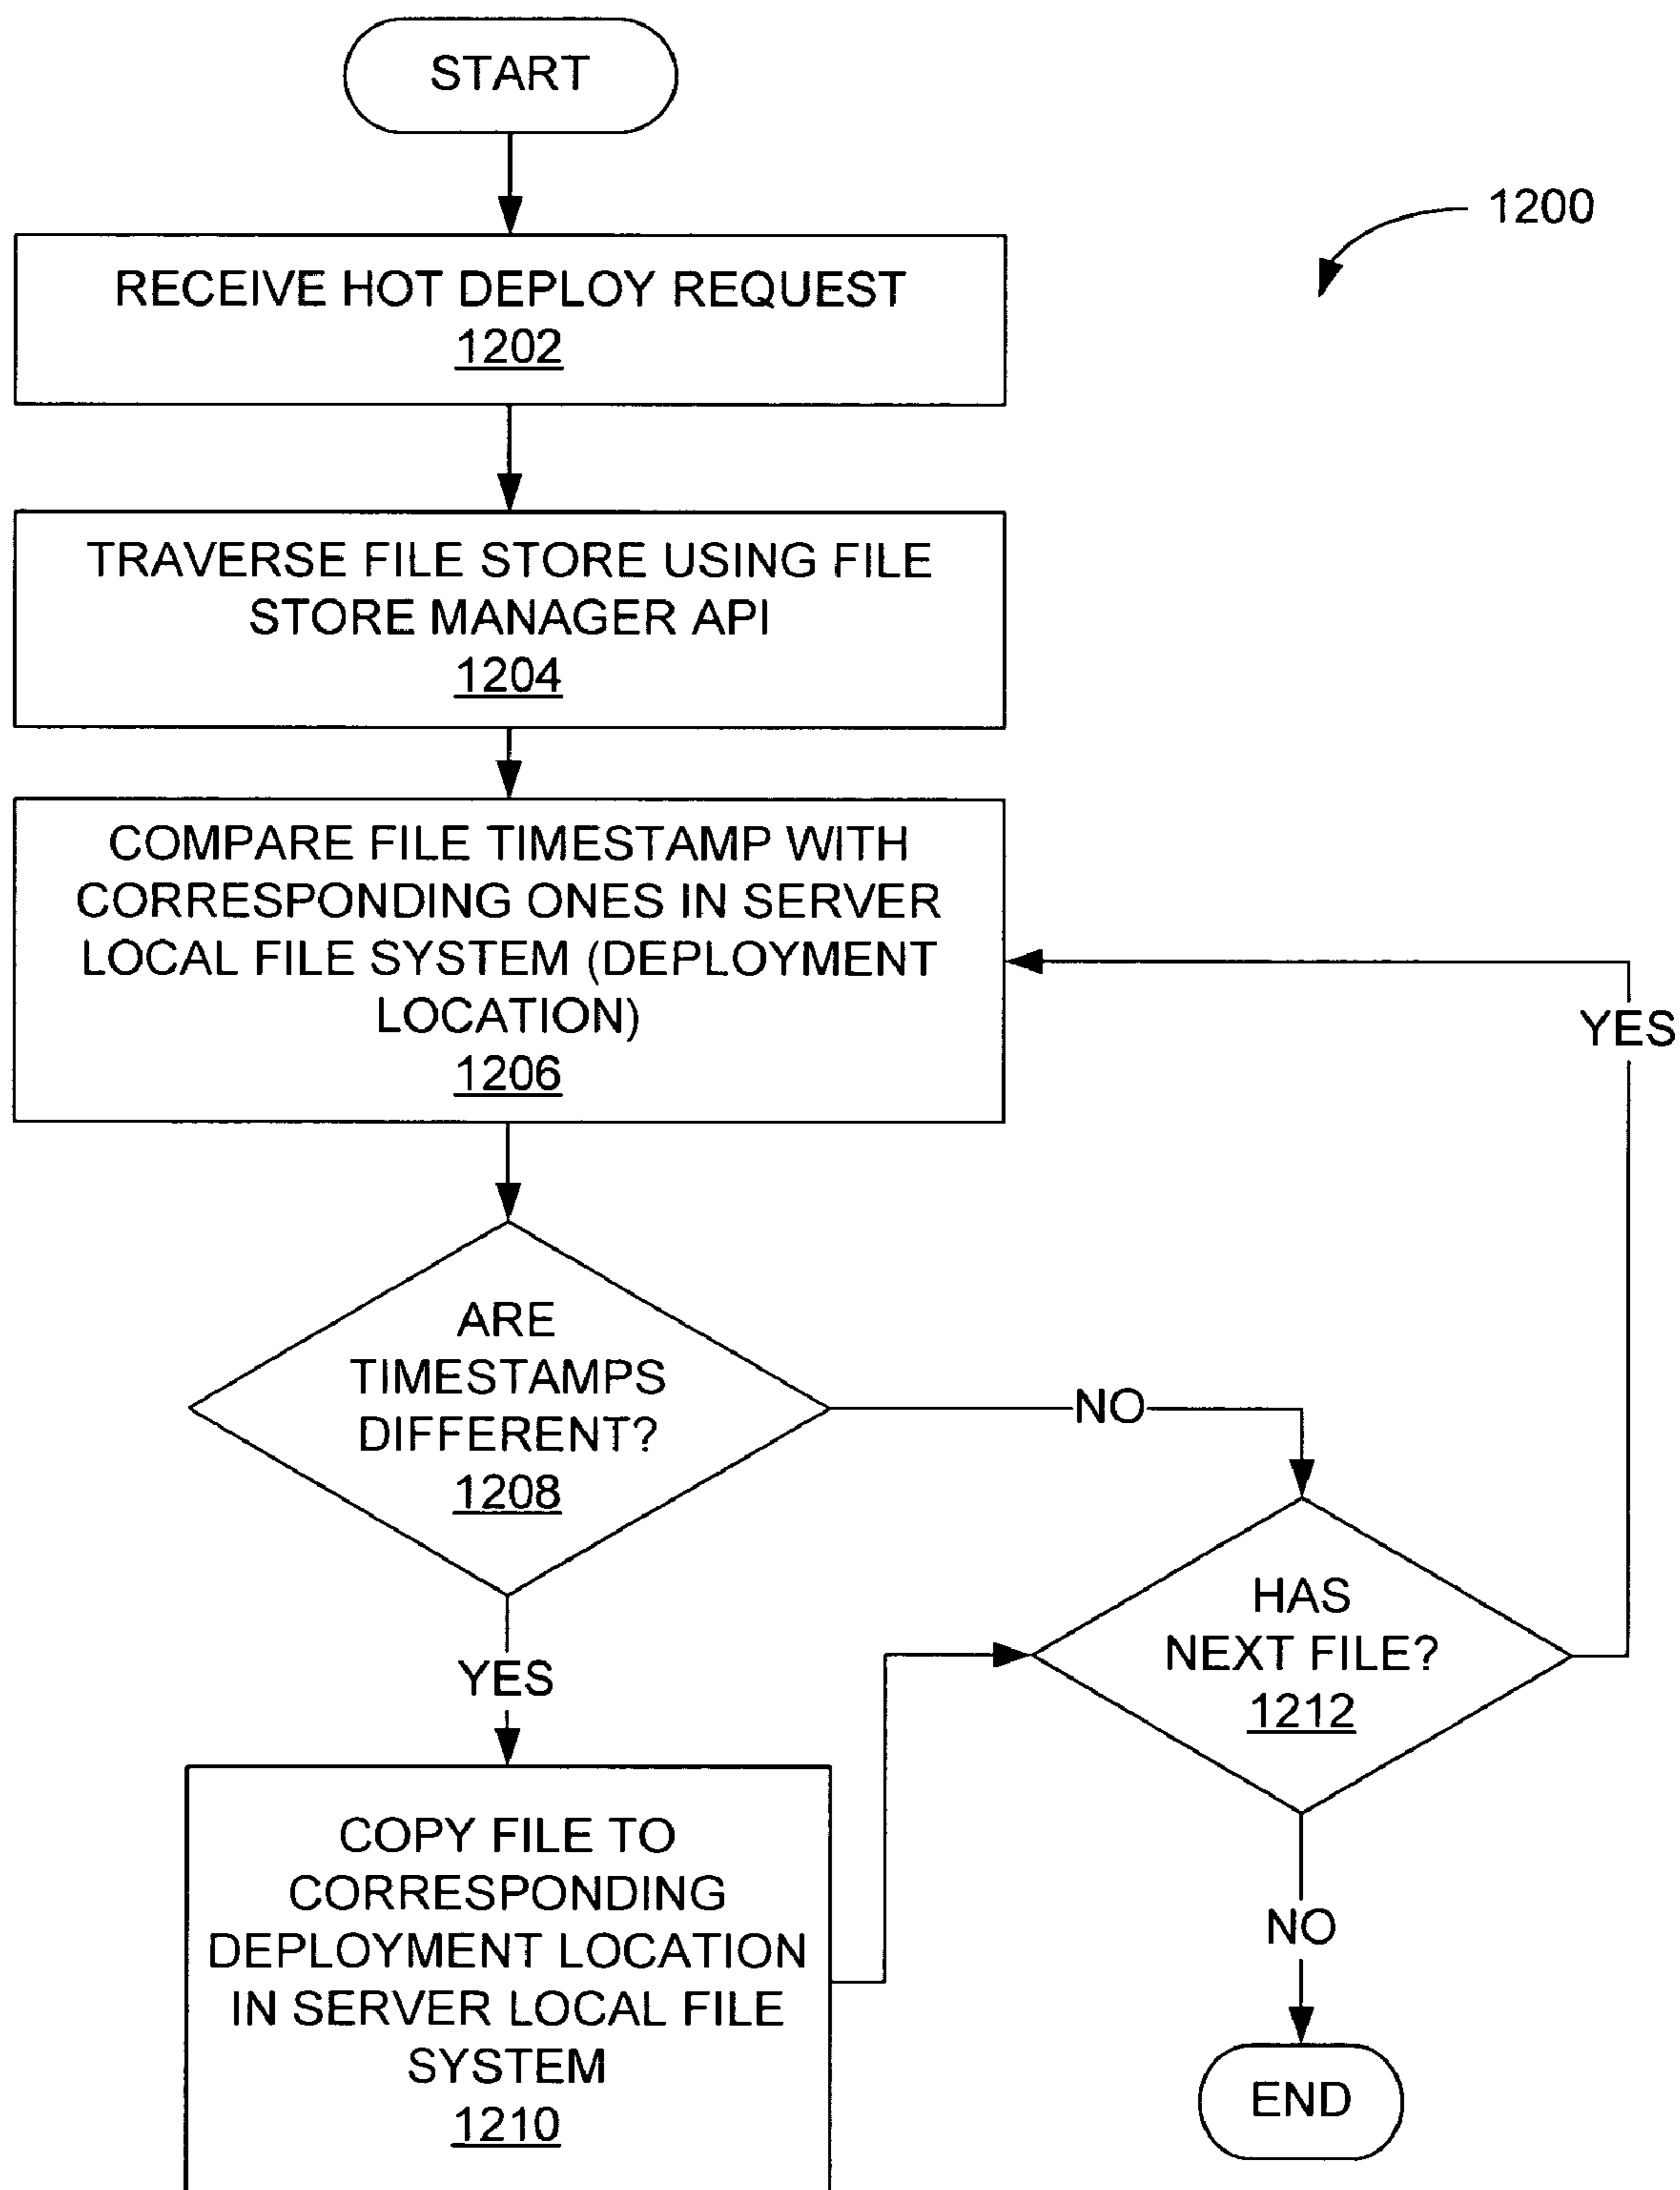 START
1200
RECEIVE HOT DEPLOY REQUEST
1202
TRAVERSE FILE STORE USING FILE
STORE MANAGER API
1204
COMPARE FILE TIMESTAMP WITH
CORRESPONDING ONES IN SERVER
LOCAL FILE SYSTEM (DEPLOYMENT
LOCATION)
1206
YES
ARE
TIMESTAMPS
DIFFERENT?
1208
NO
YES
HAS
NEXT FILE?
1212
COPY FILE TO
CORRESPONDING
DEPLOYMENT LOCATION
IN SERVER LOCAL FILE
SYSTEM
1210
NO
END